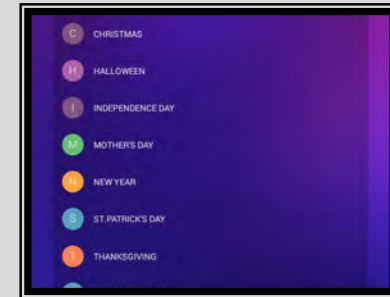 C CHRISTMAS
H HALLOWEEN
I INDEPENDENCE DAY
M MOTHER'S DAY
N NEW YEAR
S ST.PATRICK'S DAY
T THANKSGIVING